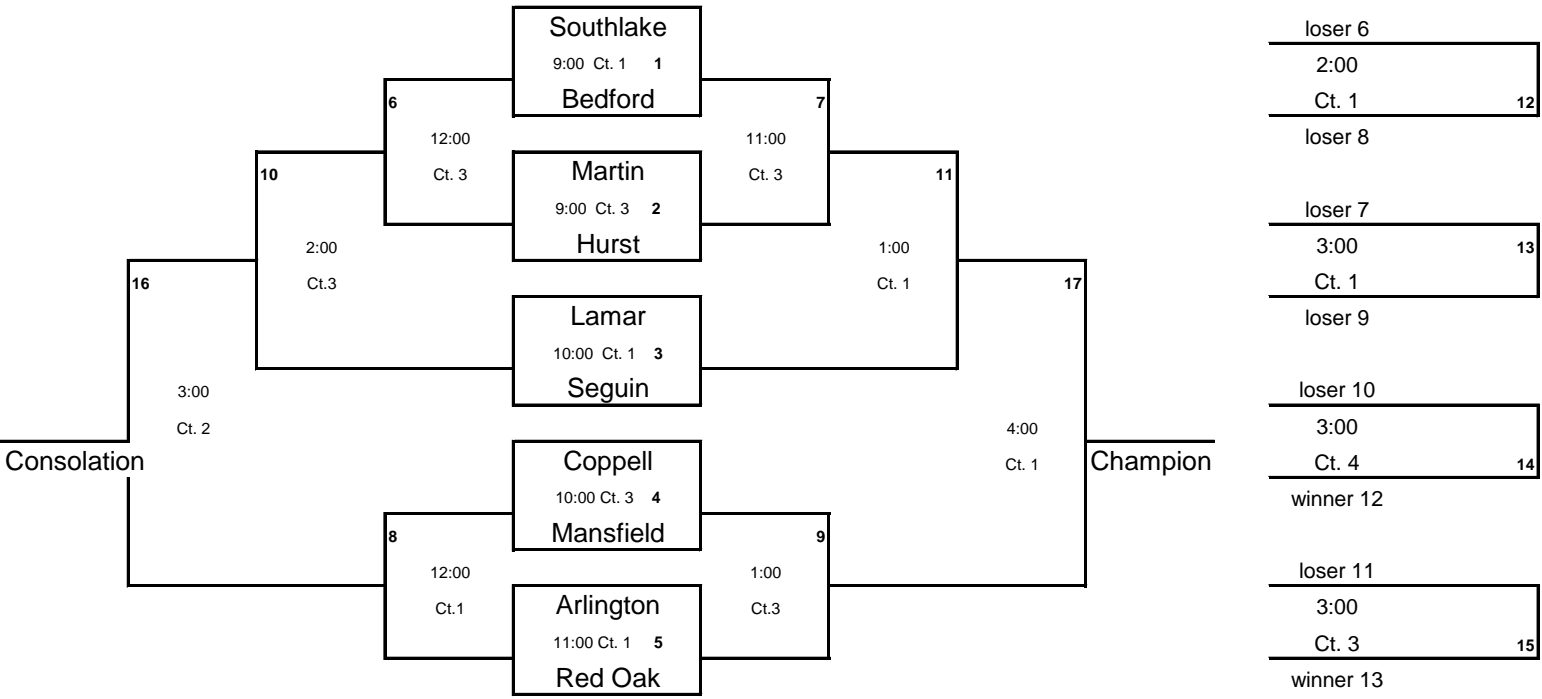 Southlake
9:00 Ct. 1 1
Bedford
6
7
12:00
Ct. 3
11:00
Ct. 3
Martin
9:00 Ct. 3 2
Hurst
10
11
2:00
Ct.3
1:00
Ct. 1
16
17
Lamar
10:00 Ct. 1 3
Seguin
3:00
Ct. 2
4:00
Ct. 1
Consolation
Champion
Coppell
10:00 Ct. 3 4
Mansfield
8
9
12:00
Ct.1
1:00
Ct.3
Arlington
11:00 Ct. 1 5
Red Oak
loser 6
2:00
Ct. 1 12
loser 8
loser 7
3:00 13
Ct. 1
loser 9
loser 10
3:00
Ct. 4 14
winner 12
loser 11
3:00
Ct. 3 15
winner 13